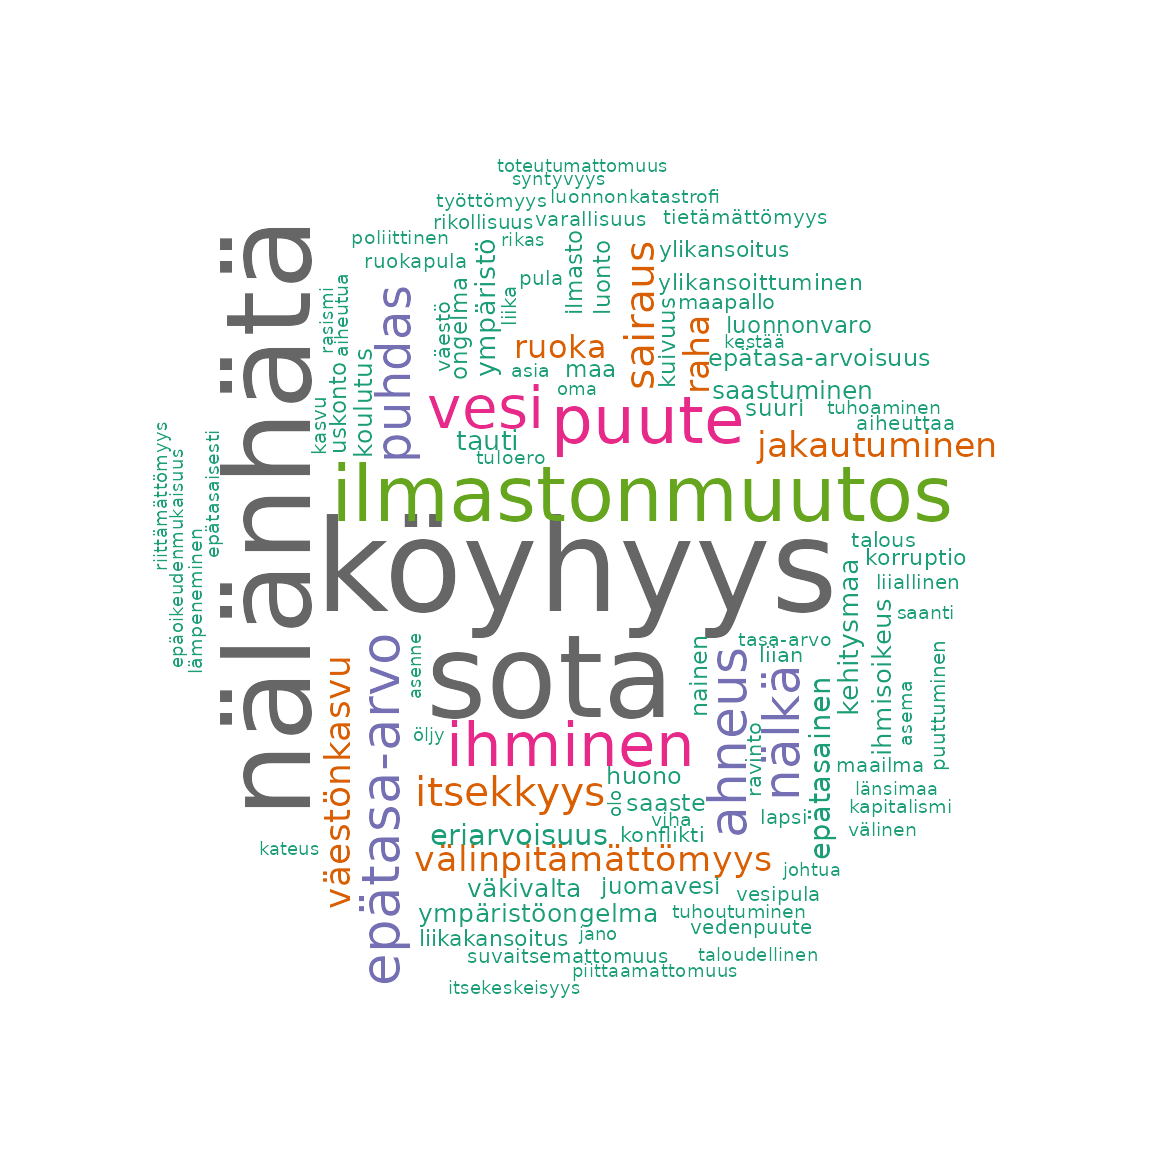 toteutumattomuus
syntyvyys
työttömyys
luonnonkatastrofi
rikollisuus
varallisuus
tietämättömyys
poliittinen
rikas
ylikansoitus
ruokapula
pula
ilmasto
luonto
sairaus
ylikansoittuminen
maapallo
rasismi
aiheutua
väestö
ongelma
ympäristö
liika
kuivuus
raha
luonnonvaro
kestää
epätasa-arvoisuus
ruoka
asia
maa
oma
saastuminen
suuri
tuhoaminen
aiheuttaa
kasvu
uskonto
koulutus
puhdas
vesi
puute
tauti
tuloero
jakautuminen
riittämättömyys
epäoikeudenmukaisuus
lämpeneminen
epätasaisesti
nälänhätä
ilmastonmuutos
köyhyys
talous
korruptio
liiallinen
saanti
sota
asenne
tasa-arvo
liian
nainen
kehitysmaa
ihmisoikeus
asema
puuttuminen
väestönkasvu
epätasa-arvo
öljy
ihminen
ahneus
ravinto
nälkä
epätasainen
maailma
länsimaa
kapitalismi
välinen
itsekkyys
huono
olo
saaste
viha
lapsi
eriarvoisuus
konflikti
kateus
välinpitämättömyys
johtua
väkivalta
juomavesi
vesipula
ympäristöongelma
tuhoutuminen
vedenpuute
liikakansoitus
jano
suvaitsemattomuus
taloudellinen
piittaamattomuus
itsekeskeisyys